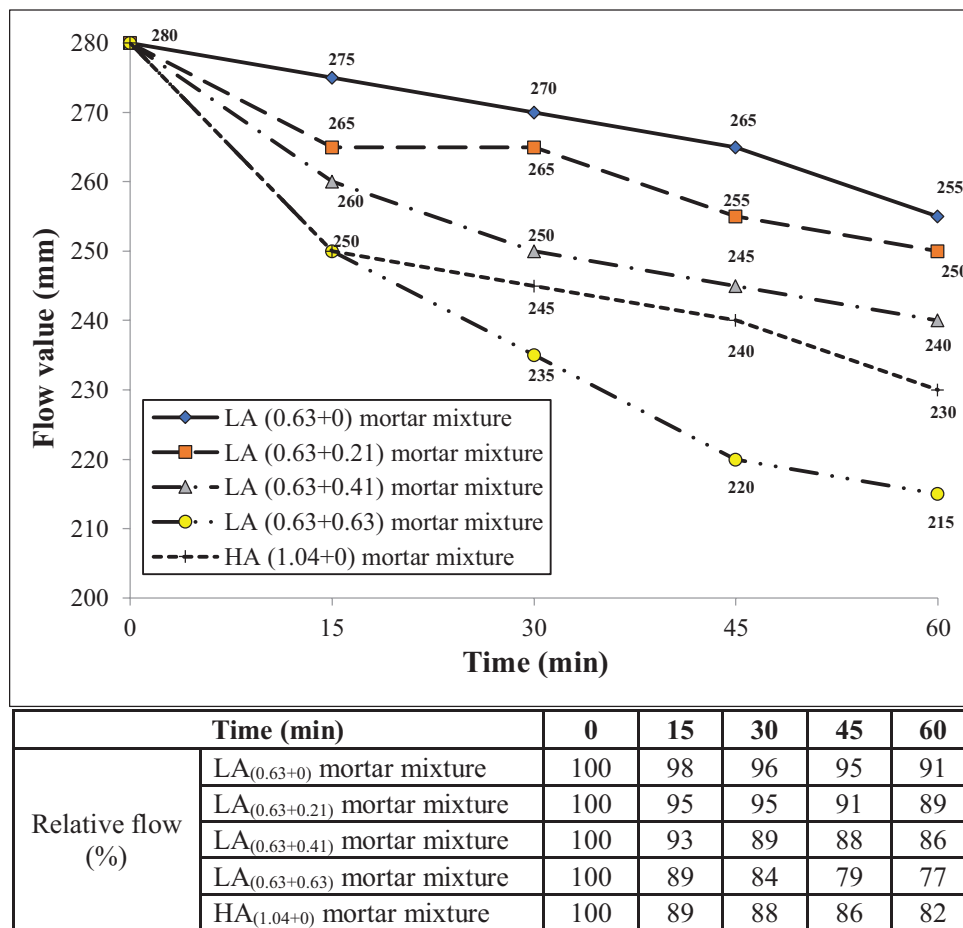 280
275
270
265
255
265
265
255
250
260
250
245
240
250
245
240
230
235
220
215
280
270
260
250
240
230
220
210
200
Flow value (mm)
LA (0.63+0) mortar mixture
LA (0.63+0.21) mortar mixture
LA (0.63+0.41) mortar mixture
LA (0.63+0.63) mortar mixture
HA (1.04+0) mortar mixture
0 15 30 45 60
Time (min)
Time (min) 0 15 30 45 60
Relative flow (%)
LA(0.63+0) mortar mixture 100 98 96 95 91
LA(0.63+0.21) mortar mixture 100 95 95 91 89
LA(0.63+0.41) mortar mixture 100 93 89 88 86
LA(0.63+0.63) mortar mixture 100 89 84 79 77
HA(1.04+0) mortar mixture 100 89 88 86 82